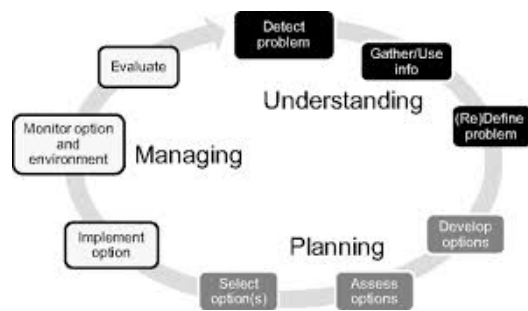 Detect
problem
Gather/Use
info
(Re)Define
problem
Understanding
Develop
options
Assess
options
Select
option(s)
Planning
Implement
option
Monitor option
and
environment
Evaluate
Managing